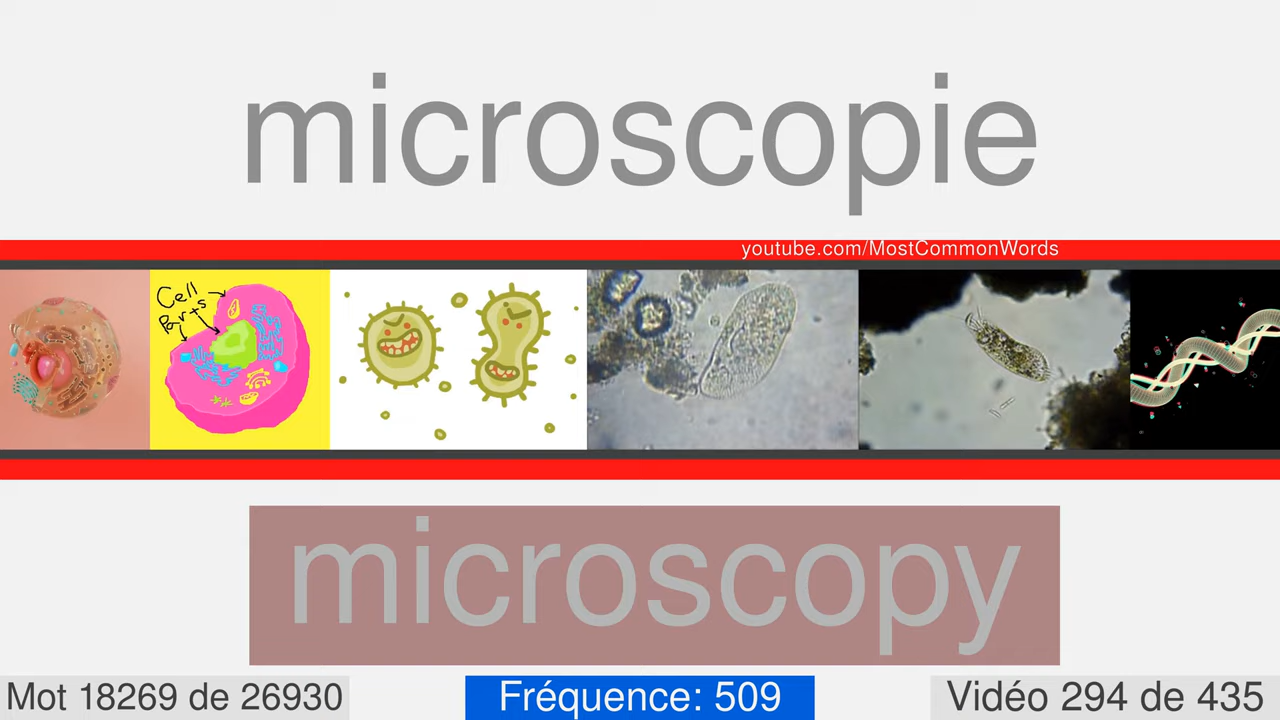 microscopie
youtube.com/MostCommonWords
Cell
Parts
microscopy
Mot 18269 de 26930
Fréquence: 509
Vidéo 294 de 435